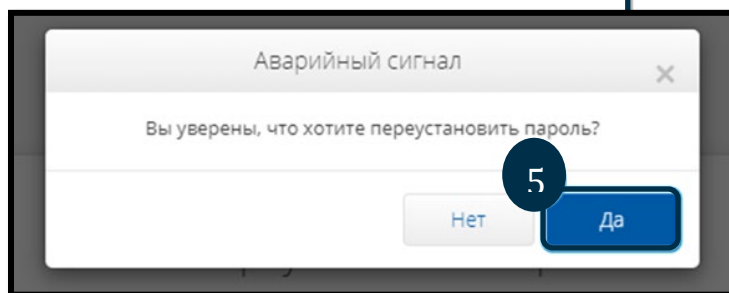 Аварийный сигнал
×
Вы уверены, что хотите переустановить пароль?
5
Нет
Да